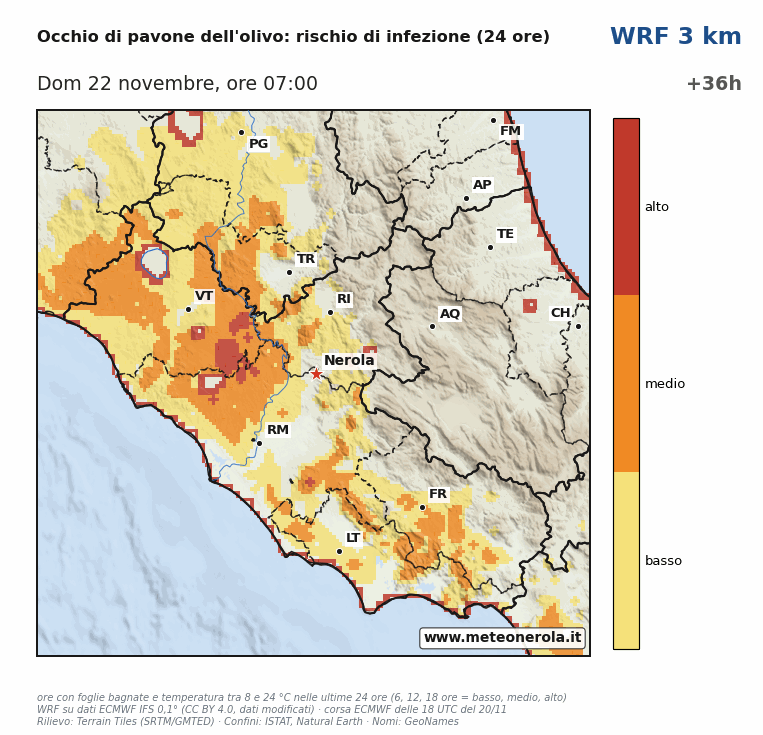 Occhio di pavone dell'olivo: rischio di infezione (24 ore)
WRF 3 km
Dom 22 novembre, ore 07:00
+36h
FM
PG
AP
TE
TR
VT
RI
CH
AQ
Nerola
RM
FR
LT
alto
medio
basso
www.meteonerola.it
ore con foglie bagnate e temperatura tra 8 e 24 °C nelle ultime 24 ore (6, 12, 18 ore = basso, medio, alto)
WRF su dati ECMWF IFS 0,1° (CC BY 4.0, dati modificati) · corsa ECMWF delle 18 UTC del 20/11
Rilievo: Terrain Tiles (SRTM/GMTED) · Confini: ISTAT, Natural Earth · Nomi: GeoNames